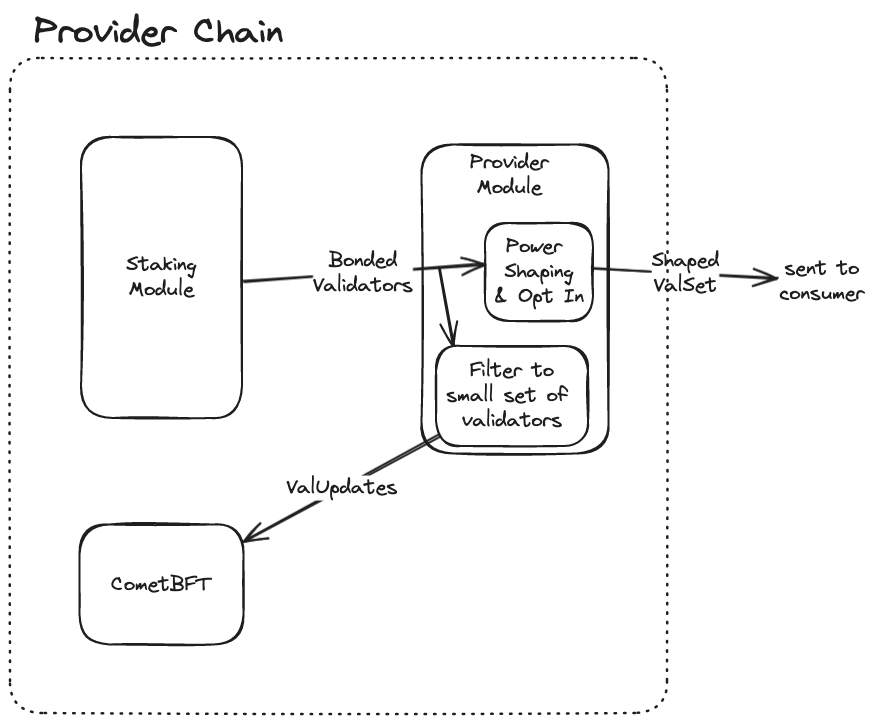 Provider Chain
Provider
Module
Staking
Module
Bonded
Validators
Power
Shaping
& Opt In
Shaped
ValSet
sent to
consumer
Filter to
small set of
validators
ValUpdates
CometBFT